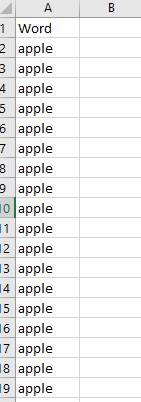 A B
1 Word
2 apple
3 apple
4 apple
5 apple
6 apple
7 apple
8 apple
9 apple
10 apple
11 apple
12 apple
13 apple
14 apple
15 apple
16 apple
17 apple
18 apple
19 apple